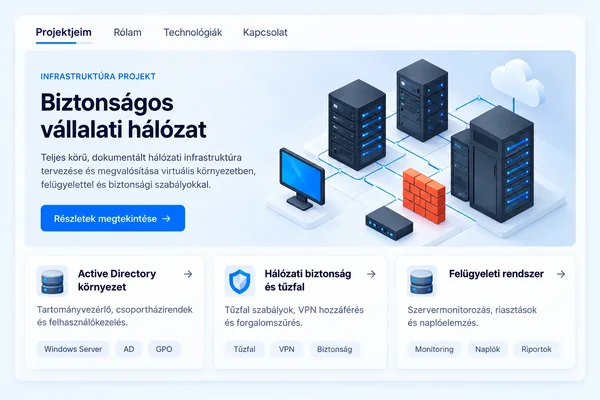 Projektjeim
Rólam
Technológiák
Kapcsolat
INFRASTRUKTÚRA PROJEKT
Biztonságos
vállalati hálózat
Teljes körű, dokumentált hálózati infrastruktúra
tervezése és megvalósítása virtuális környezetben,
felügyelettel és biztonsági szabályokkal.
Részletek megtekintése →
Active Directory
környezet
→
Tartományvezérlő, csoportházirendek
és felhasználókezelés.
Windows Server
AD
GPO
Hálózati biztonság
és tűzfal
→
Tűzfal szabályok, VPN hozzáférés
és forgalomszűrés.
Tűzfal
VPN
Biztonság
Felügyeleti rendszer
→
Szervermonitorozás, riasztások
és naplóelemzés.
Monitoring
Naplók
Riportok